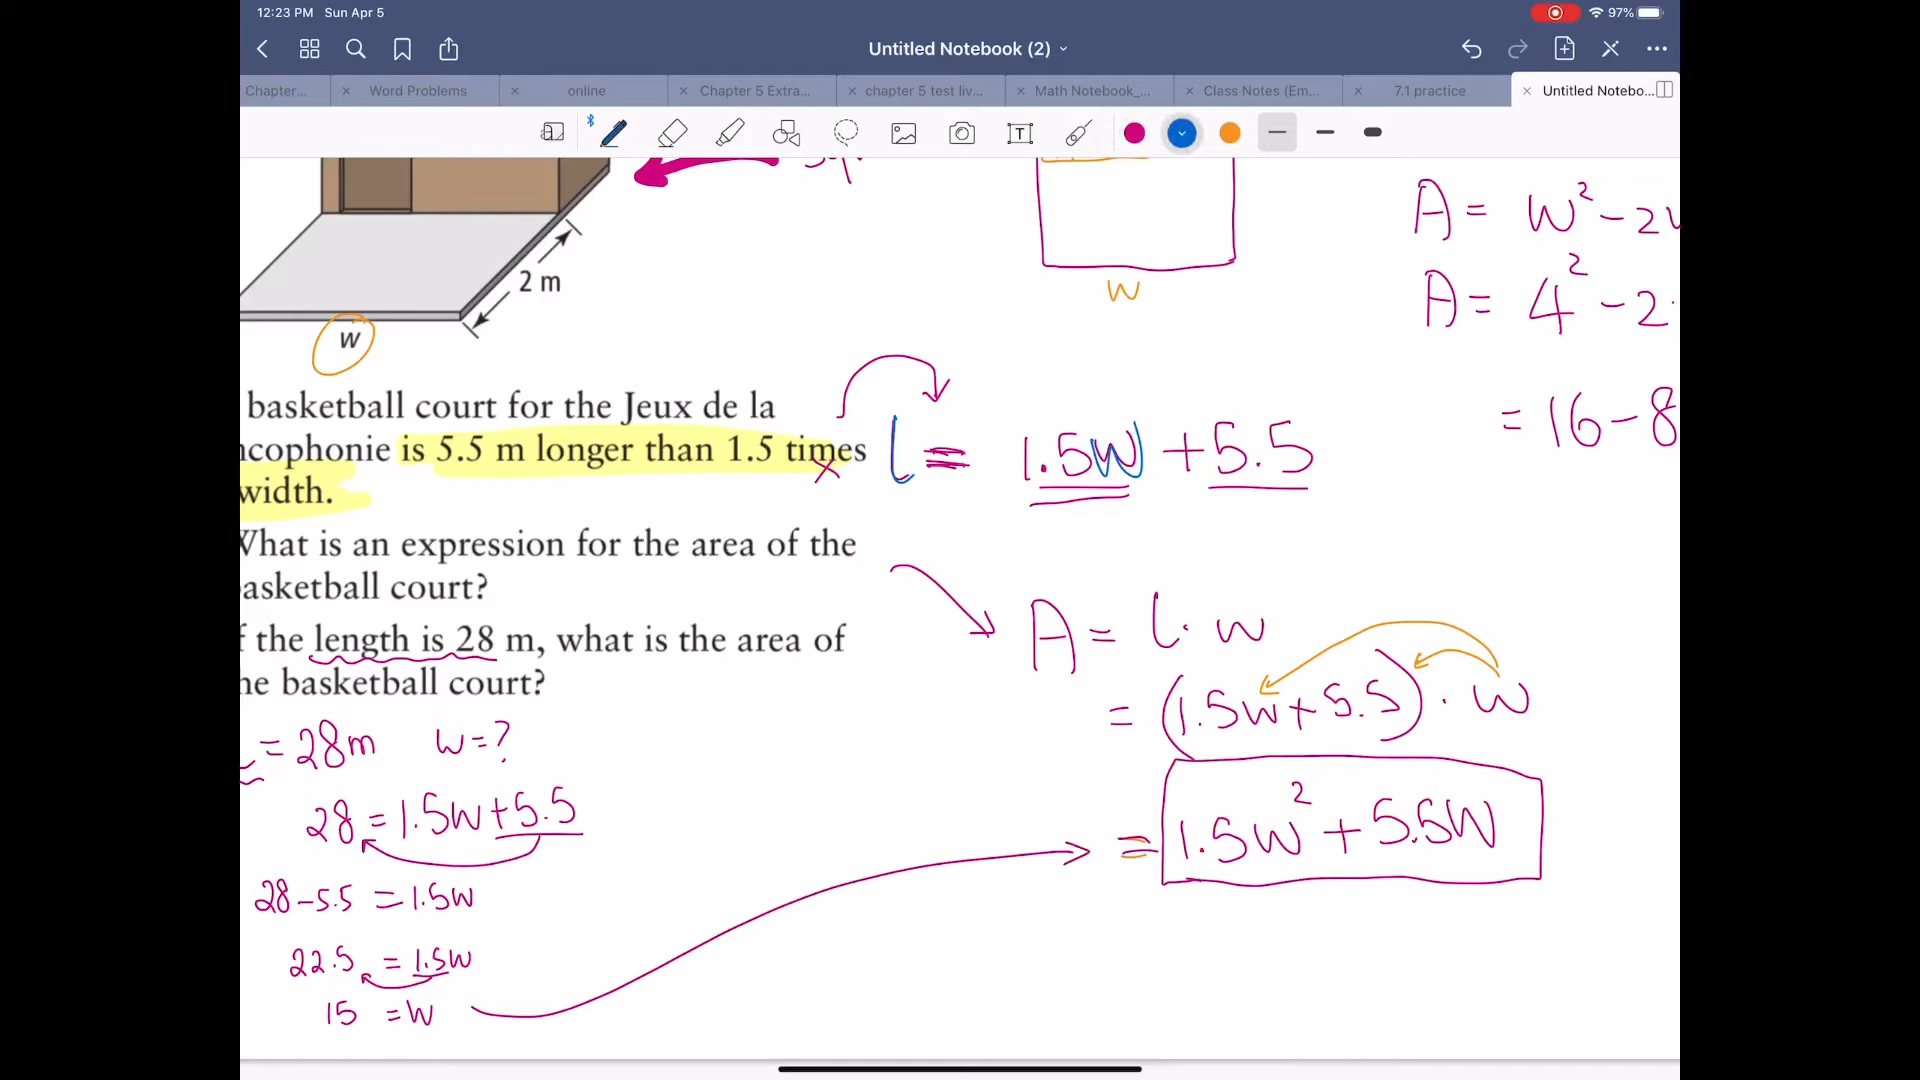 12:23 PM Sun Apr 5
97%
Untitled Notebook (2)
Chapter...
Word Problems
online
Chapter 5 Extra...
chapter 5 test liv...
Math Notebook_...
Class Notes (Em...
7.1 practice
Untitled Notebo...
2 m
w
w
A = w² - 2
A = 4² - 2 ·
= 16 - 8
basketball court for the Jeux de la
ncophonie is 5.5 m longer than 1.5 times
width.
l = 1.5w + 5.5
What is an expression for the area of the
asketball court?
f the length is 28 m, what is the area of
he basketball court?
A = l · w
= (1.5w + 5.5) · w
= 1.5w² + 5.5w
= 28m w = ?
28 = 1.5w + 5.5
28 - 5.5 = 1.5w
22.5 = 1.5w
15 = w